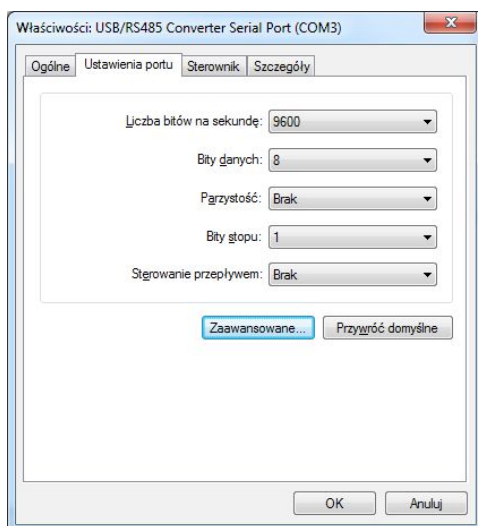 Właściwości: USB/RS485 Converter Serial Port (COM3)
Ogólne Ustawienia portu Sterownik Szczegóły
Liczba bitów na sekundę: 9600
Bity danych: 8
Parzystość: Brak
Bity stopu: 1
Sterowanie przepływem: Brak
Zaawansowane... Przywróć domyślne
OK Anuluj